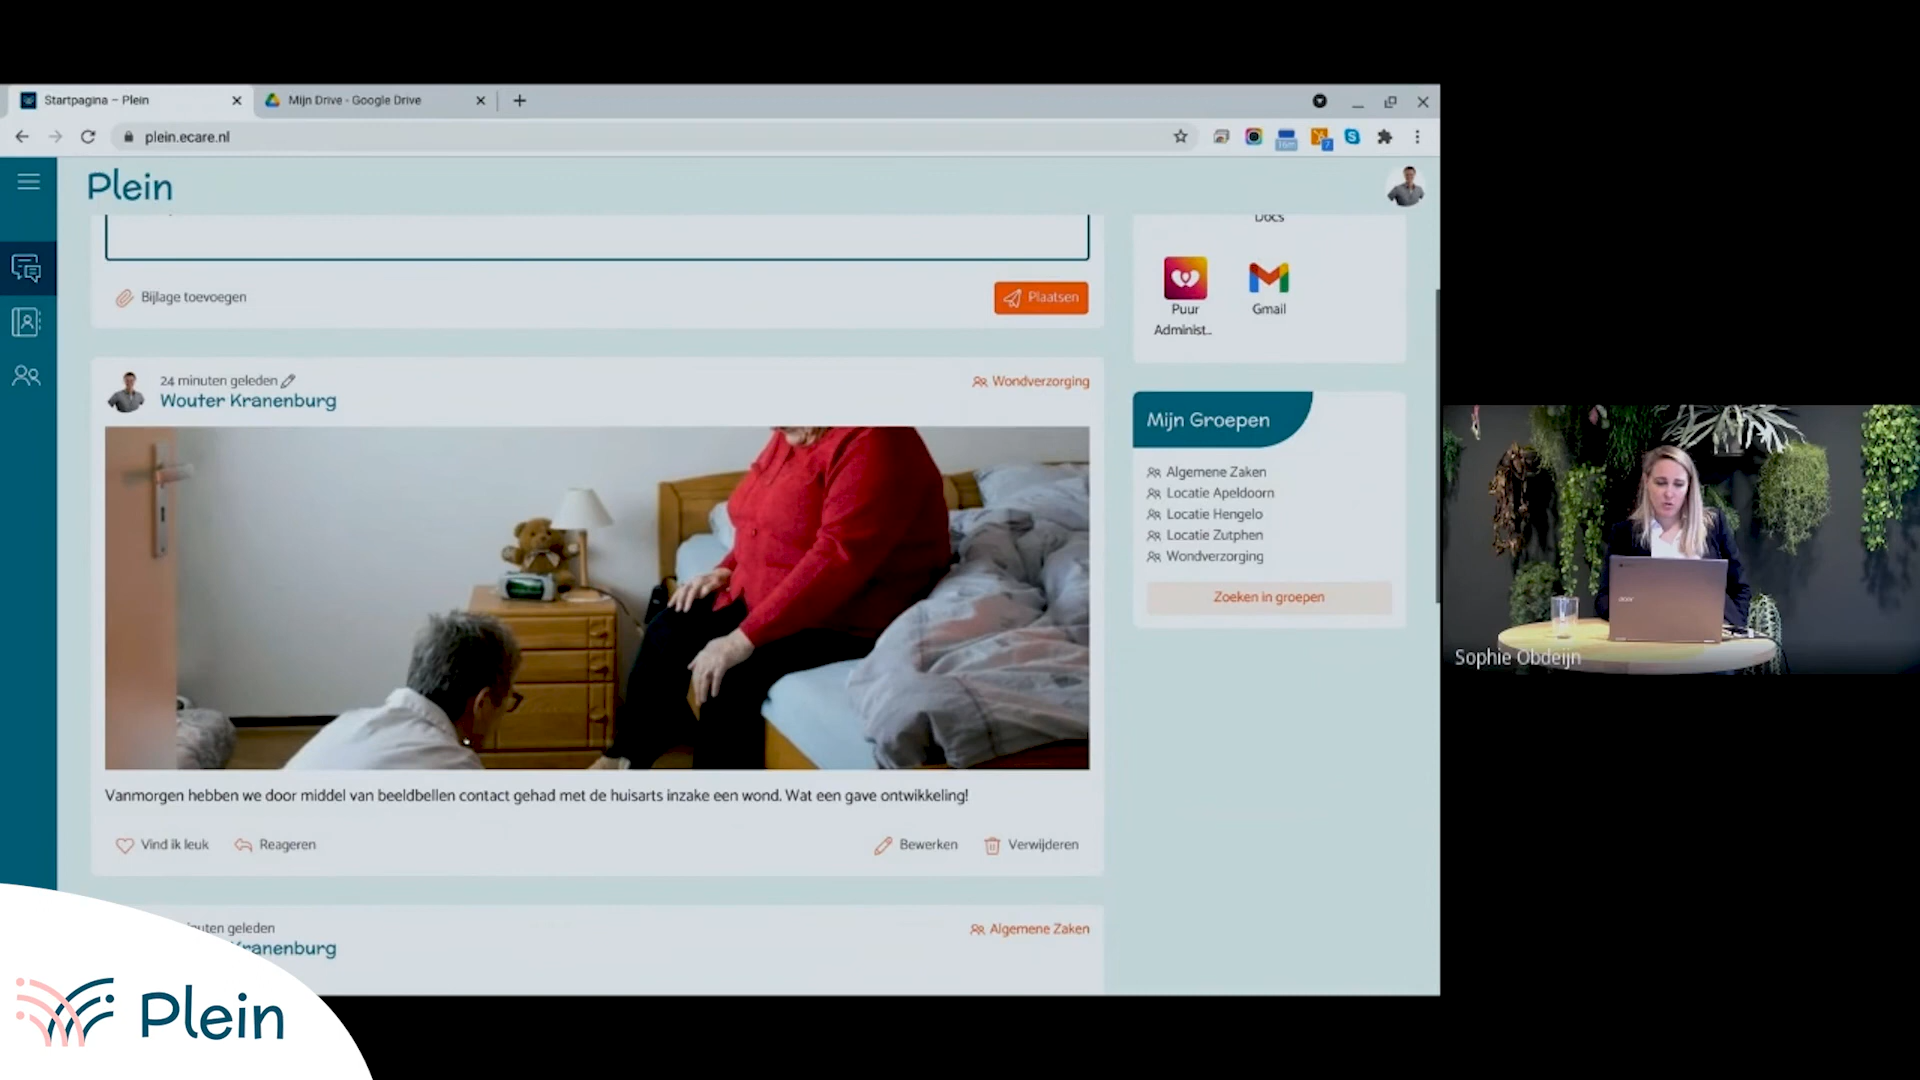 Startpagina – Plein
Mijn Drive - Google Drive
plein.ecare.nl
Plein
Docs
Bijlage toevoegen
Plaatsen
Puur
Administ..
Gmail
24 minuten geleden
Wouter Kranenburg
Wondverzorging
Mijn Groepen
Algemene Zaken
Locatie Apeldoorn
Locatie Hengelo
Locatie Zutphen
Wondverzorging
Zoeken in groepen
Vanmorgen hebben we door middel van beeldbellen contact gehad met de huisarts inzake een wond. Wat een gave ontwikkeling!
Vind ik leuk
Reageren
Bewerken
Verwijderen
geleden
Kranenburg
Algemene Zaken
Plein
acer
Sophie Obdeijn